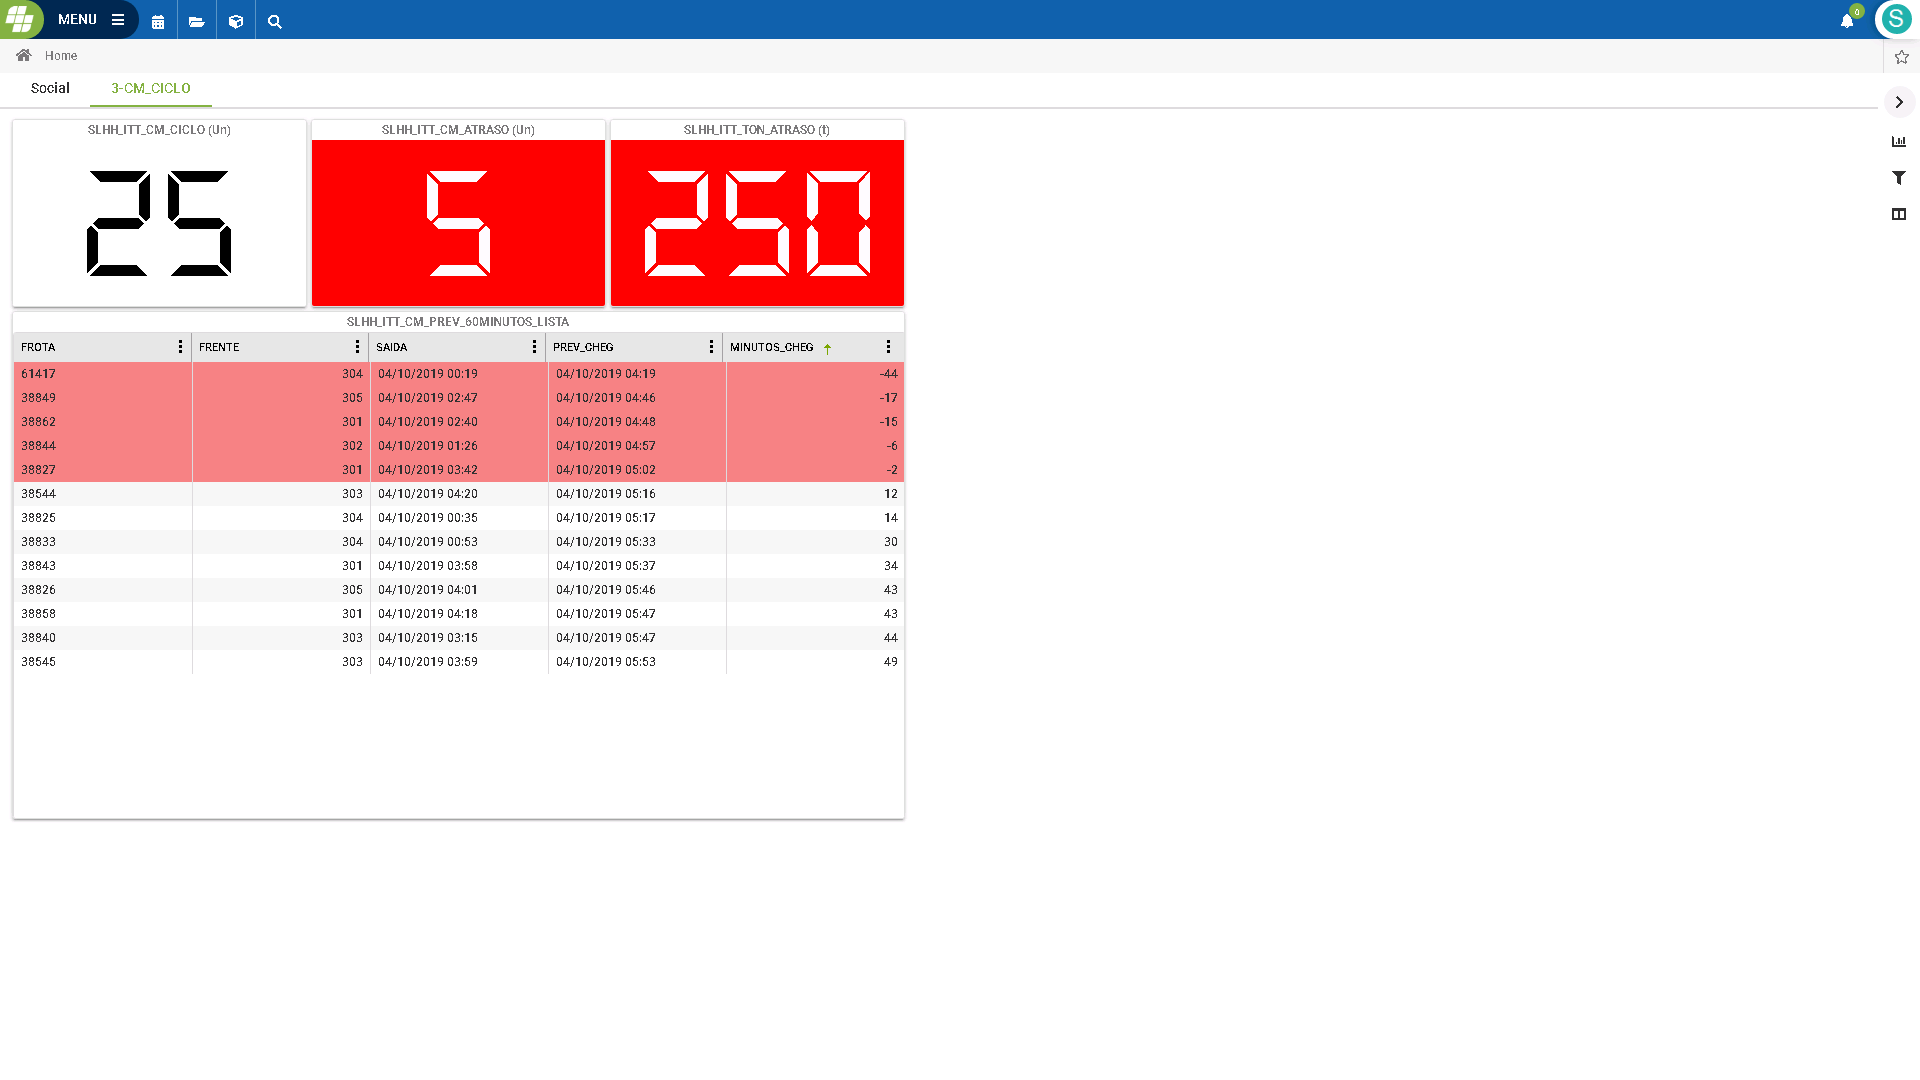 MENU
0
S
Home
Social 3-CM_CICLO
SLHH_ITT_CM_CICLO (Un) SLHH_ITT_CM_ATRASO (Un) SLHH_ITT_TON_ATRASO (t)
25 5 250
SLHH_ITT_CM_PREV_60MINUTOS_LISTA
FROTA FRENTE SAIDA PREV_CHEG MINUTOS_CHEG
61417 304 04/10/2019 00:19 04/10/2019 04:19 -44
38849 305 04/10/2019 02:47 04/10/2019 04:46 -17
38862 301 04/10/2019 02:40 04/10/2019 04:48 -15
38844 302 04/10/2019 01:26 04/10/2019 04:57 -6
38827 301 04/10/2019 03:42 04/10/2019 05:02 -2
38544 303 04/10/2019 04:20 04/10/2019 05:16 12
38825 304 04/10/2019 00:35 04/10/2019 05:17 14
38833 304 04/10/2019 00:53 04/10/2019 05:33 30
38843 301 04/10/2019 03:58 04/10/2019 05:37 34
38826 305 04/10/2019 04:01 04/10/2019 05:46 43
38858 301 04/10/2019 04:18 04/10/2019 05:47 43
38840 303 04/10/2019 03:15 04/10/2019 05:47 44
38545 303 04/10/2019 03:59 04/10/2019 05:53 49